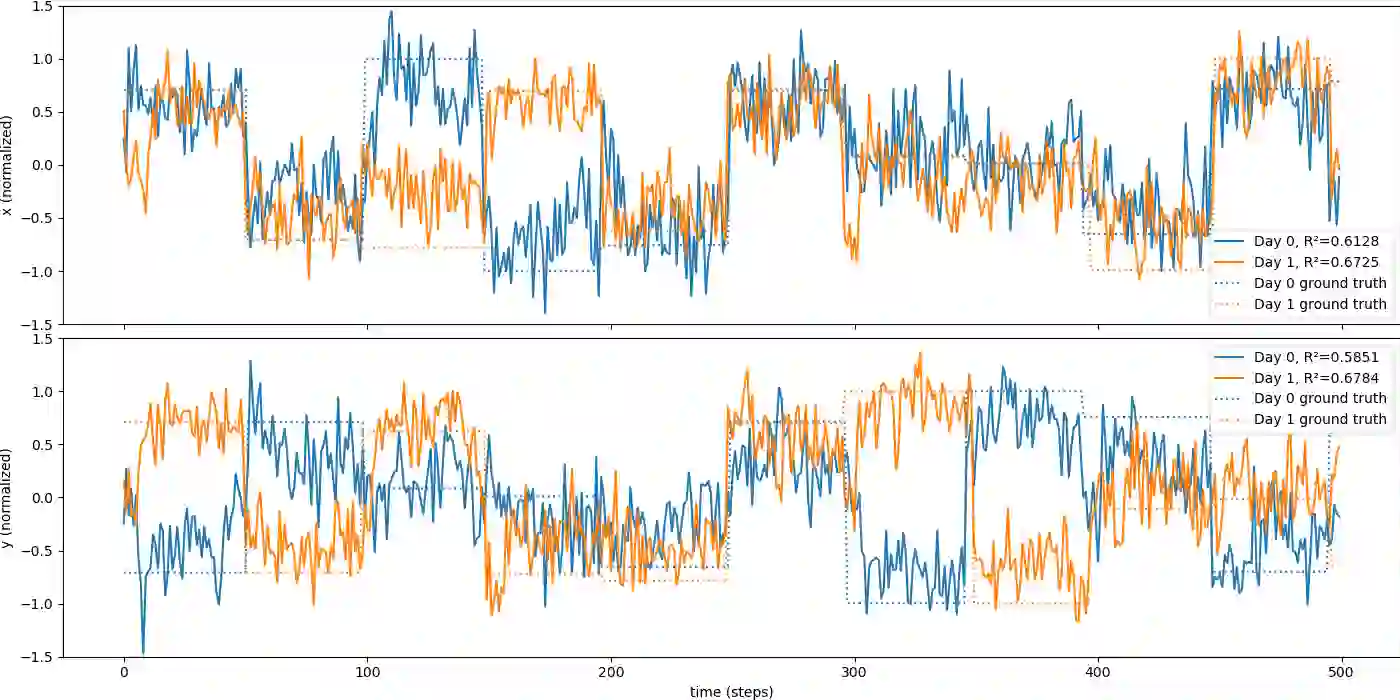 1.5
1.0
0.5
0.0
−0.5
−1.0
−1.5
x (normalized)
Day 0, R²=0.6128
Day 1, R²=0.6725
Day 0 ground truth
Day 1 ground truth
1.5
1.0
0.5
0.0
−0.5
−1.0
−1.5
y (normalized)
Day 0, R²=0.5851
Day 1, R²=0.6784
Day 0 ground truth
Day 1 ground truth
0 100 200 300 400 500
time (steps)